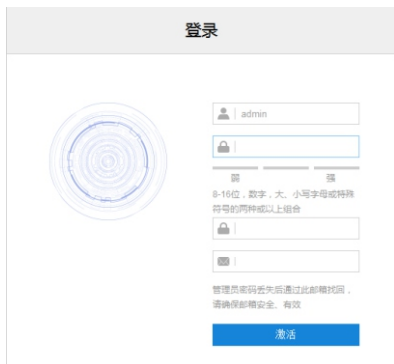 登录
admin
弱
强
8-16位，数字，大、小写字母或特殊
符号的两种或以上组合
管理员密码丢失后通过此邮箱找回，
请确保邮箱安全、有效
激活